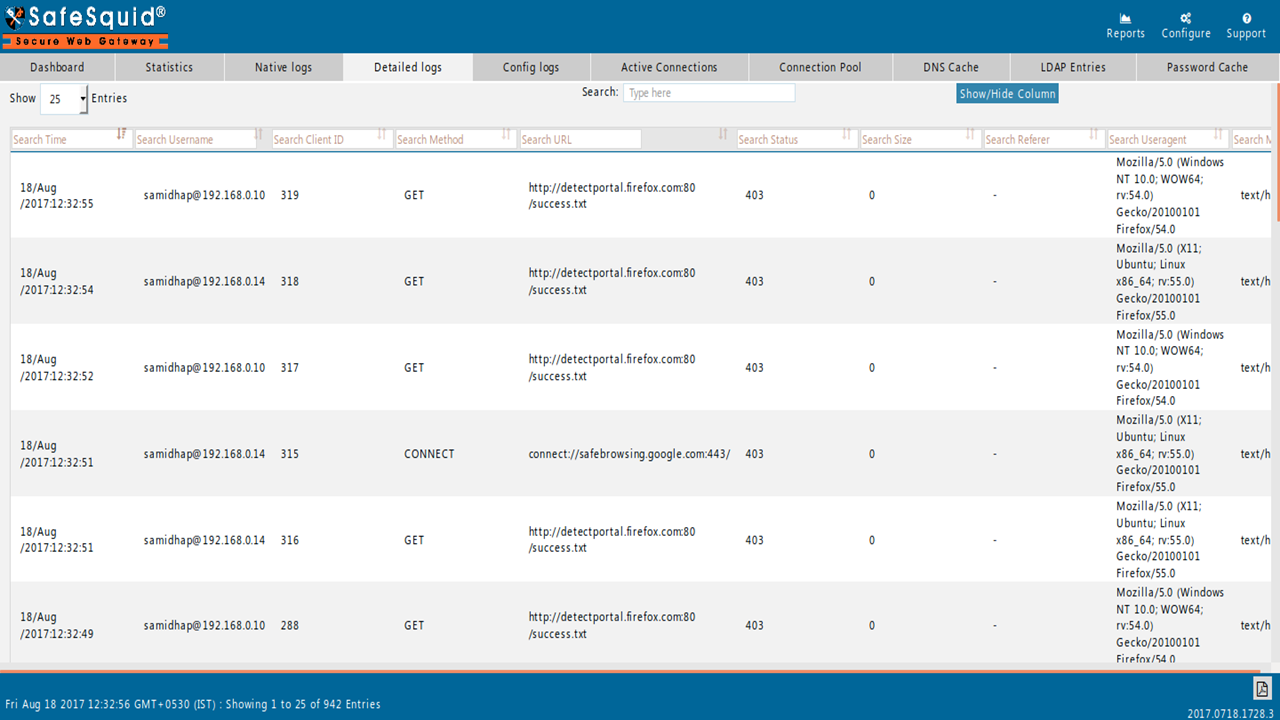 SafeSquid®
Secure Web Gateway
Reports Configure Support
Dashboard Statistics Native logs Detailed logs Config logs Active Connections Connection Pool DNS Cache LDAP Entries Password Cache
Show 25 Entries Search: Type here Show/Hide Column
Search Time Search Username Search Client ID Search Method Search URL Search Status Search Size Search Referer Search Useragent Search M
18/Aug
/2017:12:32:55
samidhap@192.168.0.10
319
GET
http://detectportal.firefox.com:80
/success.txt
403
0
-
Mozilla/5.0 (Windows
NT 10.0; WOW64;
rv:54.0)
Gecko/20100101
Firefox/54.0
text/h
18/Aug
/2017:12:32:54
samidhap@192.168.0.14
318
GET
http://detectportal.firefox.com:80
/success.txt
403
0
-
Mozilla/5.0 (X11;
Ubuntu; Linux
x86_64; rv:55.0)
Gecko/20100101
Firefox/55.0
text/h
18/Aug
/2017:12:32:52
samidhap@192.168.0.10
317
GET
http://detectportal.firefox.com:80
/success.txt
403
0
-
Mozilla/5.0 (Windows
NT 10.0; WOW64;
rv:54.0)
Gecko/20100101
Firefox/54.0
text/h
18/Aug
/2017:12:32:51
samidhap@192.168.0.14
315
CONNECT
connect://safebrowsing.google.com:443/
403
0
-
Mozilla/5.0 (X11;
Ubuntu; Linux
x86_64; rv:55.0)
Gecko/20100101
Firefox/55.0
text/h
18/Aug
/2017:12:32:51
samidhap@192.168.0.14
316
GET
http://detectportal.firefox.com:80
/success.txt
403
0
-
Mozilla/5.0 (X11;
Ubuntu; Linux
x86_64; rv:55.0)
Gecko/20100101
Firefox/55.0
text/h
18/Aug
/2017:12:32:49
samidhap@192.168.0.10
288
GET
http://detectportal.firefox.com:80
/success.txt
403
0
-
Mozilla/5.0 (Windows
NT 10.0; WOW64;
rv:54.0)
Gecko/20100101
Firefox/54.0
text/h
Fri Aug 18 2017 12:32:56 GMT+0530 (IST) : Showing 1 to 25 of 942 Entries
2017.0718.1728.3